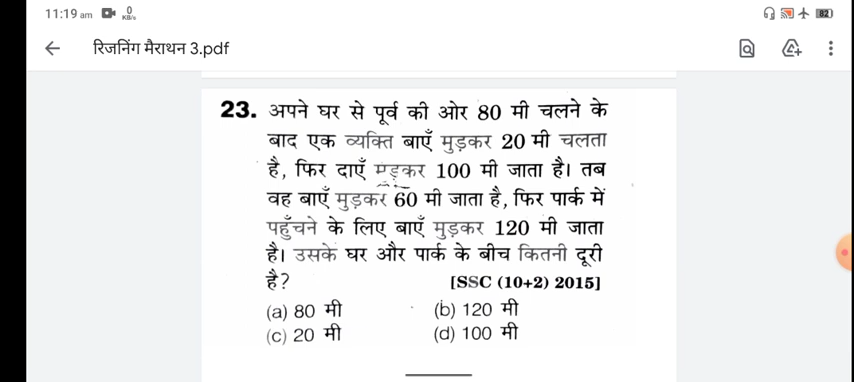 11:19 am 0 KB/s 82
रिजनिंग मैराथन 3.pdf
23. अपने घर से पूर्व की ओर 80 मी चलने के
बाद एक व्यक्ति बाएँ मुड़कर 20 मी चलता
है, फिर दाएँ मुड़कर 100 मी जाता है। तब
वह बाएँ मुड़कर 60 मी जाता है, फिर पार्क में
पहुँचने के लिए बाएँ मुड़कर 120 मी जाता
है। उसके घर और पार्क के बीच कितनी दूरी
है? [SSC (10+2) 2015]
(a) 80 मी (b) 120 मी
(c) 20 मी (d) 100 मी